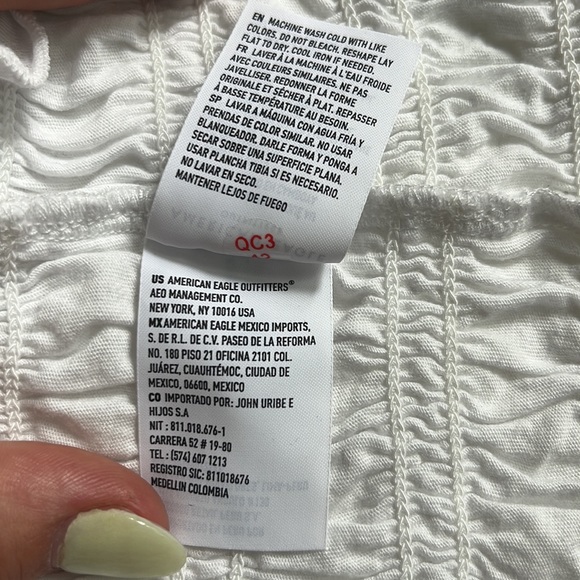 EN MACHINE WASH COLD WITH LIKE
COLORS. DO NOT BLEACH. RESHAPE LAY
FLAT TO DRY. COOL IRON IF NEEDED.
FR LAVER À LA MACHINE À L'EAU FROIDE
AVEC COULEURS SIMILAIRES. NE PAS
JAVELLISER. REDONNER LA FORME
ORIGINALE ET SÉCHER À PLAT. REPASSER
À BASSE TEMPÉRATURE AU BESOIN.
SP LAVAR A MÁQUINA CON AGUA FRÍA Y
PRENDAS DE COLOR SIMILAR. NO USAR
BLANQUEADOR. DARLE FORMA Y PONGA A
SECAR SOBRE UNA SUPERFICIE PLANA.
USAR PLANCHA TIBIA SI ES NECESARIO.
NO LAVAR EN SECO.
MANTENER LEJOS DE FUEGO
QC3
US AMERICAN EAGLE OUTFITTERS®
AEO MANAGEMENT CO.
NEW YORK, NY 10016 USA
MX AMERICAN EAGLE MEXICO IMPORTS,
S. DE R.L. DE C.V. PASEO DE LA REFORMA
NO. 180 PISO 21 OFICINA 2101 COL.
JUÁREZ, CUAUHTÉMOC, CIUDAD DE
MEXICO, 06600, MEXICO
CO IMPORTADO POR: JOHN URIBE E
HIJOS S.A
NIT : 811.018.676-1
CARRERA 52 # 19-80
TEL : (574) 607 1213
REGISTRO SIC: 811018676
MEDELLIN COLOMBIA